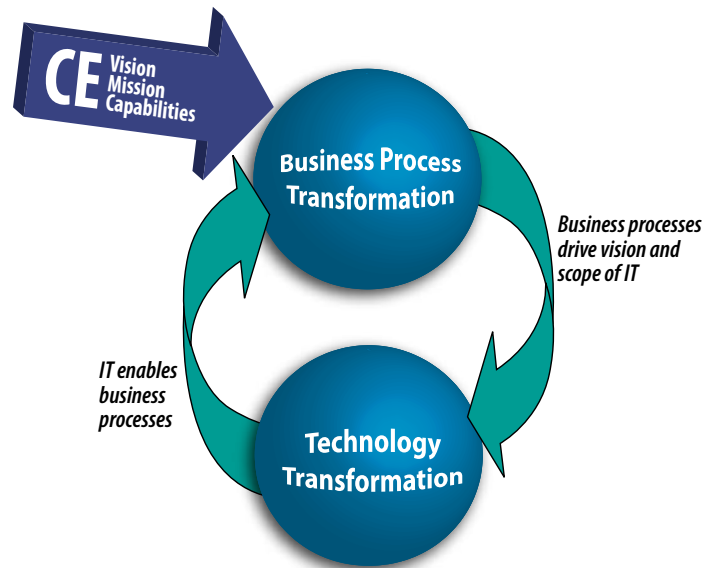 CE Vision
Mission
Capabilities
Business Process
Transformation
Business processes
drive vision and
scope of IT
IT enables
business
processes
Technology
Transformation